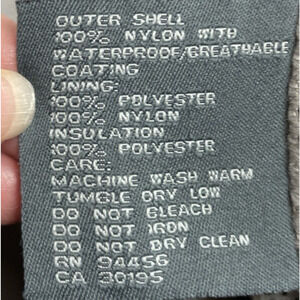 OUTER SHELL
100% NYLON WITH
WATERPROOF/BREATHABLE
COATING
LINING:
100% POLYESTER
100% NYLON
INSULATION
100% POLYESTER
CARE:
MACHINE WASH WARM
TUMBLE DRY LOW
DO NOT BLEACH
DO NOT IRON
DO NOT DRY CLEAN
RN 94456
CA 30195